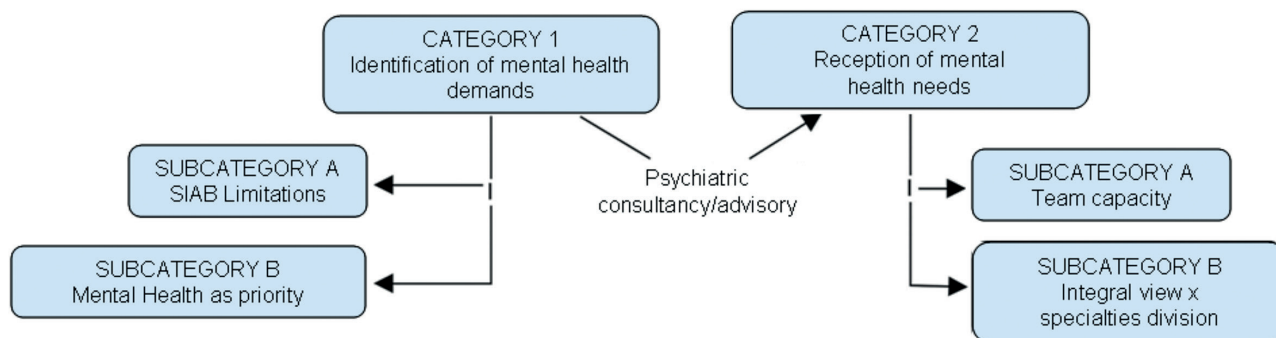 CATEGORY 1
Identification of mental health
demands
CATEGORY 2
Reception of mental
health needs
SUBCATEGORY A
SIAB Limitations
Psychiatric
consultancy/advisory
SUBCATEGORY A
Team capacity
SUBCATEGORY B
Mental Health as priority
SUBCATEGORY B
Integral view x
specialties division